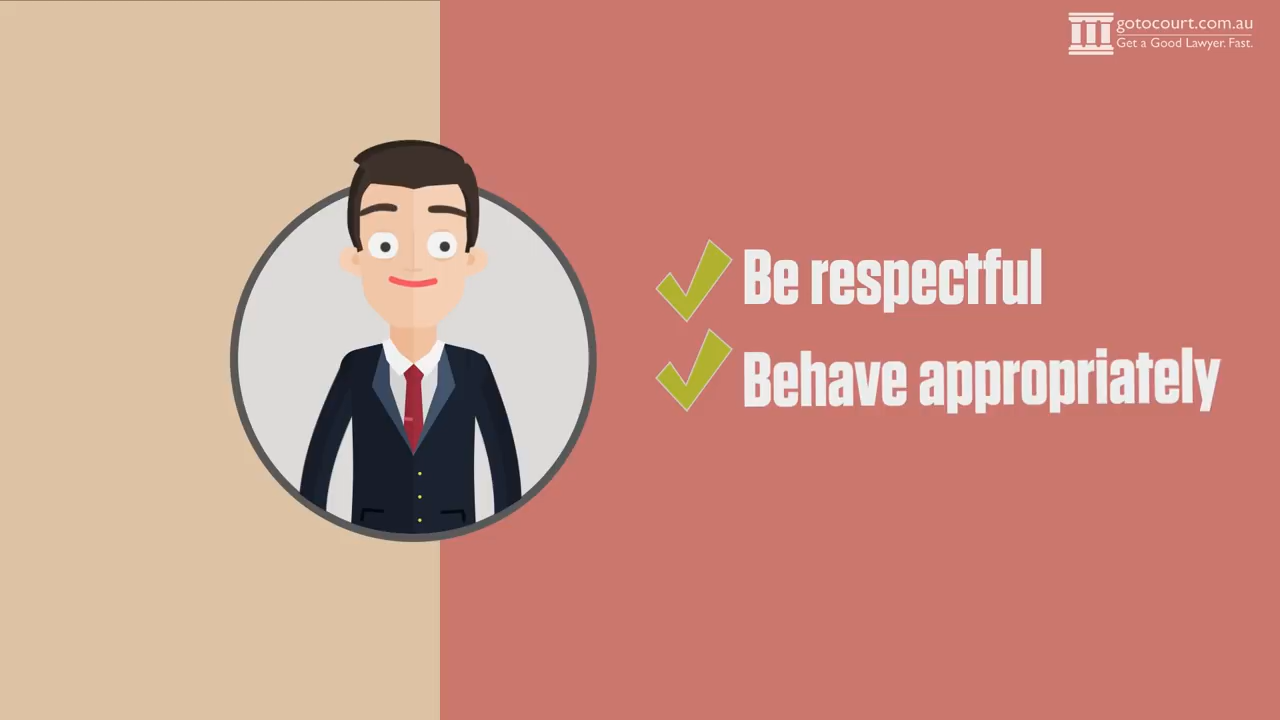 gotocourt.com.au
Get a Good Lawyer. Fast.
Be respectful
Behave appropriately